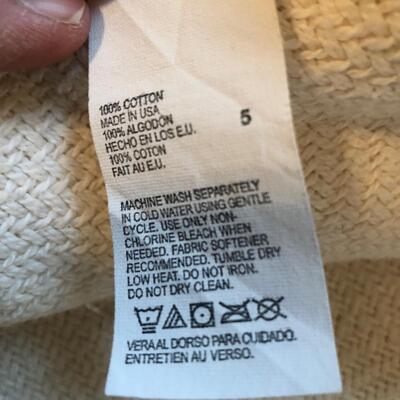 100% COTTON
MADE IN USA
100% ALGODON
HECHO EN LOS E.U.
100% COTON
FAIT AU E.U.
5
MACHINE WASH SEPARATELY
IN COLD WATER USING GENTLE
CYCLE. USE ONLY NON-
CHLORINE BLEACH WHEN
NEEDED. FABRIC SOFTENER
RECOMMENDED. TUMBLE DRY
LOW HEAT. DO NOT IRON.
DO NOT DRY CLEAN.
VERA AL DORSO PARA CUIDADO.
ENTRETIEN AU VERSO.